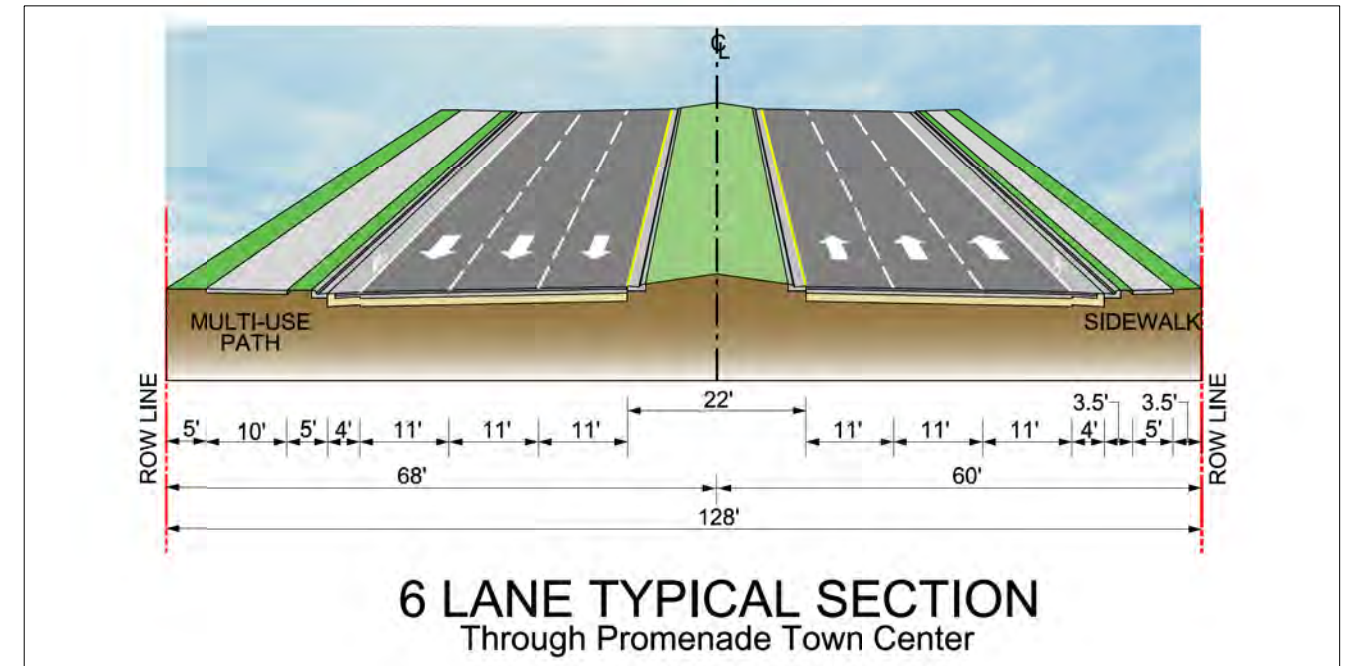 ℄
MULTI-USE
PATH
SIDEWALK
ROW LINE
ROW LINE
22'
3.5' 3.5'
5' 10' 5' 4' 11' 11' 11' 11' 11' 11' 4' 5'
68' 60'
128'
6 LANE TYPICAL SECTION
Through Promenade Town Center